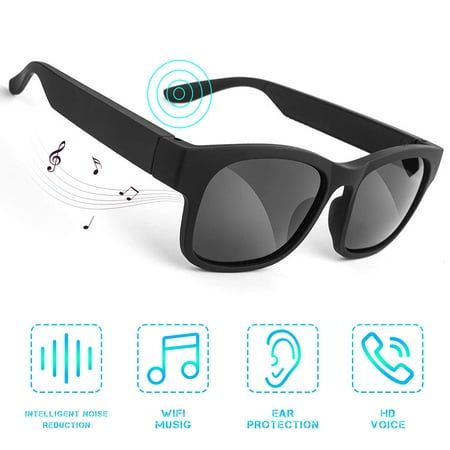 INTELLIGENT NOISE
REDUCTION
WIFI
MUSIG
EAR
PROTECTION
HD
VOICE